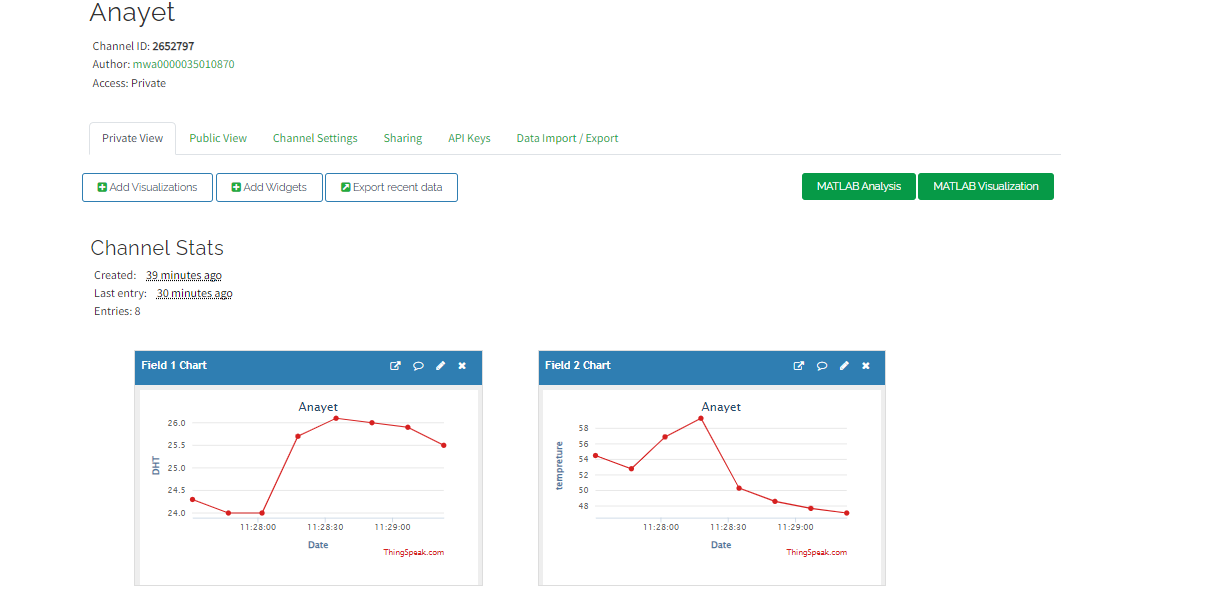 Anayet
Channel ID: 2652797
Author: mwa0000035010870
Access: Private
Private View Public View Channel Settings Sharing API Keys Data Import / Export
Add Visualizations Add Widgets Export recent data MATLAB Analysis MATLAB Visualization
Channel Stats
Created: 39 minutes ago
Last entry: 30 minutes ago
Entries: 8
Field 1 Chart
Anayet
DHT
26.0
25.5
25.0
24.5
24.0
11:28:00 11:28:30 11:29:00
Date
ThingSpeak.com
Field 2 Chart
Anayet
tempreture
58
56
54
52
50
48
11:28:00 11:28:30 11:29:00
Date
ThingSpeak.com